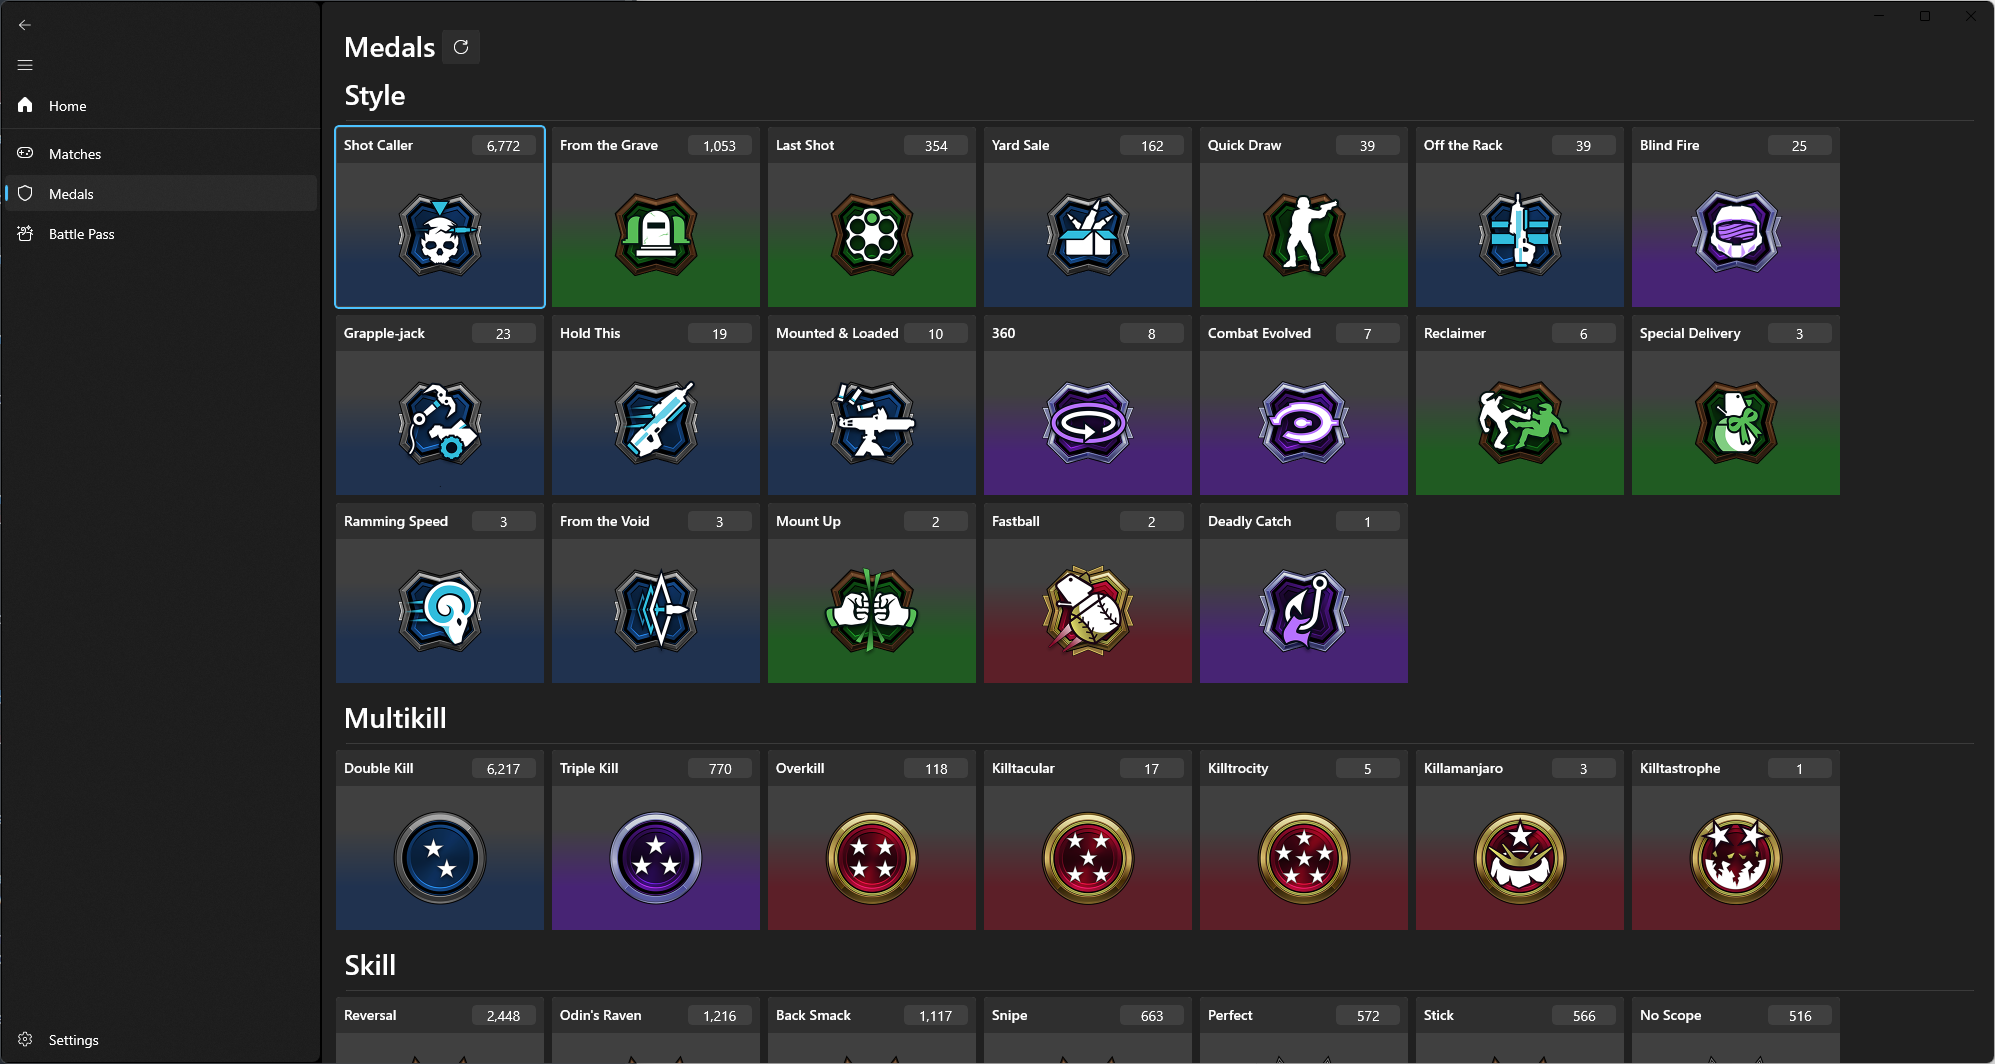 Medals
Home
Style
Shot Caller 6,772 From the Grave 1,053 Last Shot 354 Yard Sale 162 Quick Draw 39 Off the Rack 39 Blind Fire 25
Matches
Medals
Battle Pass
Grapple-jack 23 Hold This 19 Mounted & Loaded 10 360 8 Combat Evolved 7 Reclaimer 6 Special Delivery 3
Ramming Speed 3 From the Void 3 Mount Up 2 Fastball 2 Deadly Catch 1
Multikill
Double Kill 6,217 Triple Kill 770 Overkill 118 Killtacular 17 Killtrocity 5 Killamanjaro 3 Killtastrophe 1
Skill
Reversal 2,448 Odin's Raven 1,216 Back Smack 1,117 Snipe 663 Perfect 572 Stick 566 No Scope 516
Settings